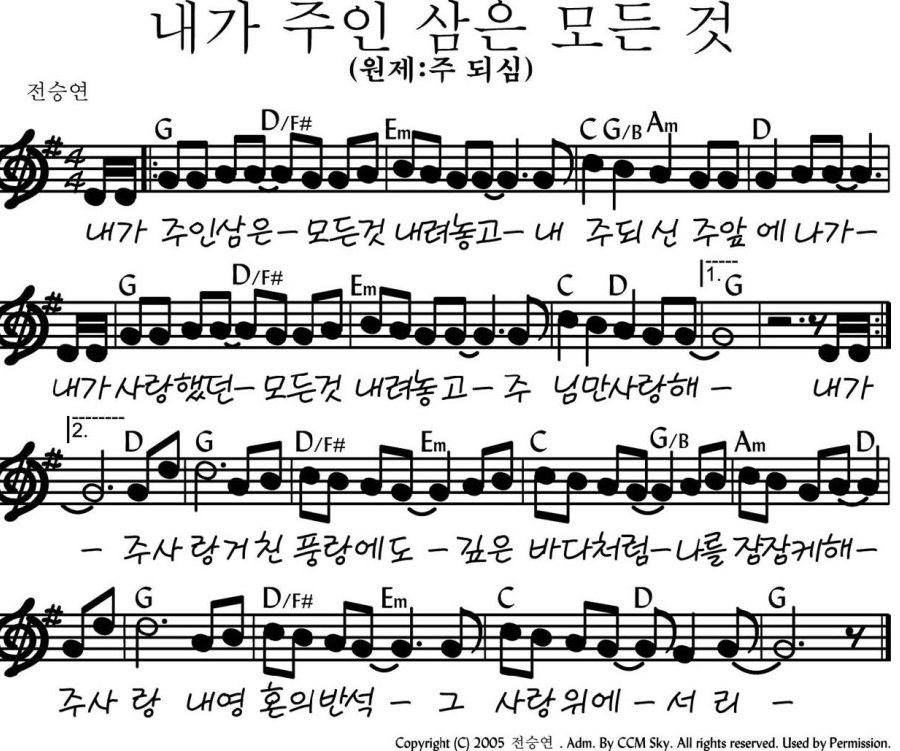 내가 주인 삼은 모든 것
(원제:주 되심)
전승연
G D/F# Em C G/B Am D
4
4
내가 주인삼은- 모든것 내려놓고- 내 주되신 주앞에 나가-
1.
G D/F# Em C D G
내가 사랑했던- 모든것 내려놓고- 주 님만사랑해 - 내가
2.
D G D/F# Em C G/B Am D
- 주사 랑거친 풍랑에도 -깊은 바다처럼-나를 잠잠케해-
G D/F# Em C D G
주사 랑 내영 혼의반석 - 그 사랑위에 - 서 리 -
Copyright (C) 2005 전승연 . Adm. By CCM Sky. All rights reserved. Used by Permission.